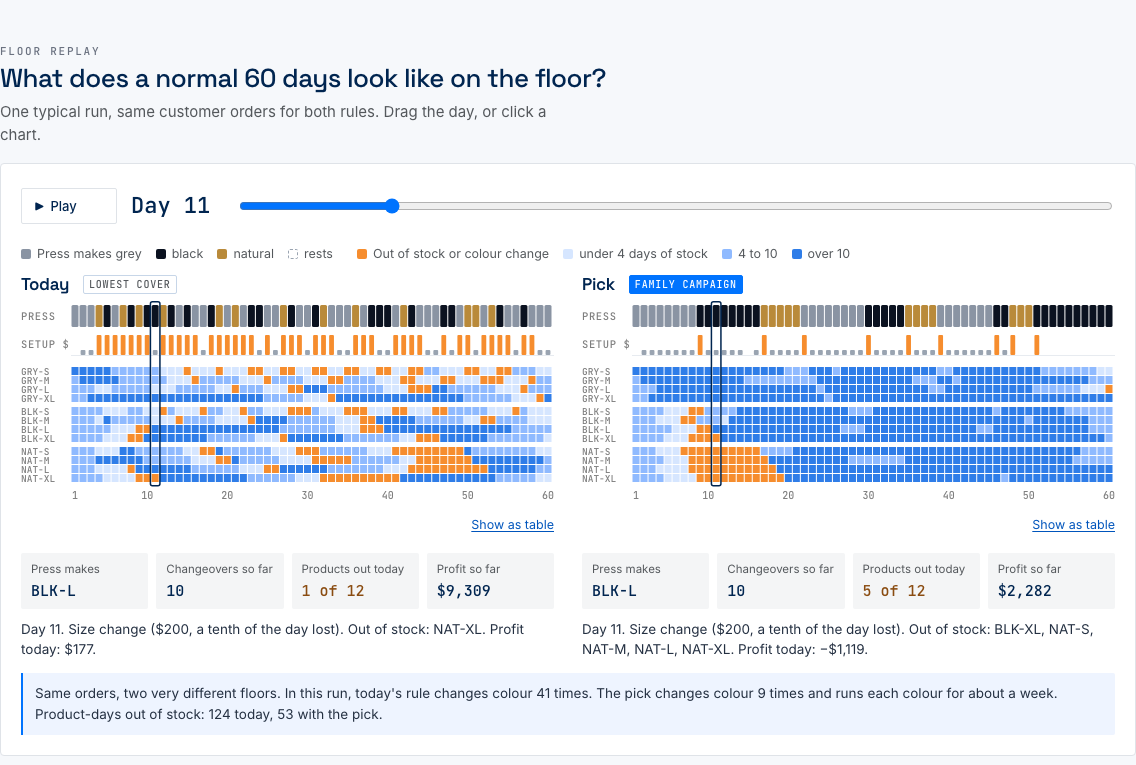 FLOOR REPLAY
What does a normal 60 days look like on the floor?
One typical run, same customer orders for both rules. Drag the day, or click a
chart.
► Play
Day 11
Press makes grey black natural rests Out of stock or colour change under 4 days of stock 4 to 10 over 10
Today LOWEST COVER
PRESS
SETUP $
GRY-S
GRY-M
GRY-L
GRY-XL
BLK-S
BLK-M
BLK-L
BLK-XL
NAT-S
NAT-M
NAT-L
NAT-XL
1 10 20 30 40 50 60
Show as table
Press makes
BLK-L
Changeovers so far
10
Products out today
1 of 12
Profit so far
$9,309
Day 11. Size change ($200, a tenth of the day lost). Out of stock: NAT-XL. Profit
today: $177.
Pick FAMILY CAMPAIGN
PRESS
SETUP $
GRY-S
GRY-M
GRY-L
GRY-XL
BLK-S
BLK-M
BLK-L
BLK-XL
NAT-S
NAT-M
NAT-L
NAT-XL
1 10 20 30 40 50 60
Show as table
Press makes
BLK-L
Changeovers so far
10
Products out today
5 of 12
Profit so far
$2,282
Day 11. Size change ($200, a tenth of the day lost). Out of stock: BLK-XL, NAT-S,
NAT-M, NAT-L, NAT-XL. Profit today: −$1,119.
Same orders, two very different floors. In this run, today's rule changes colour 41 times. The pick changes colour 9 times and runs each colour for about a week.
Product-days out of stock: 124 today, 53 with the pick.